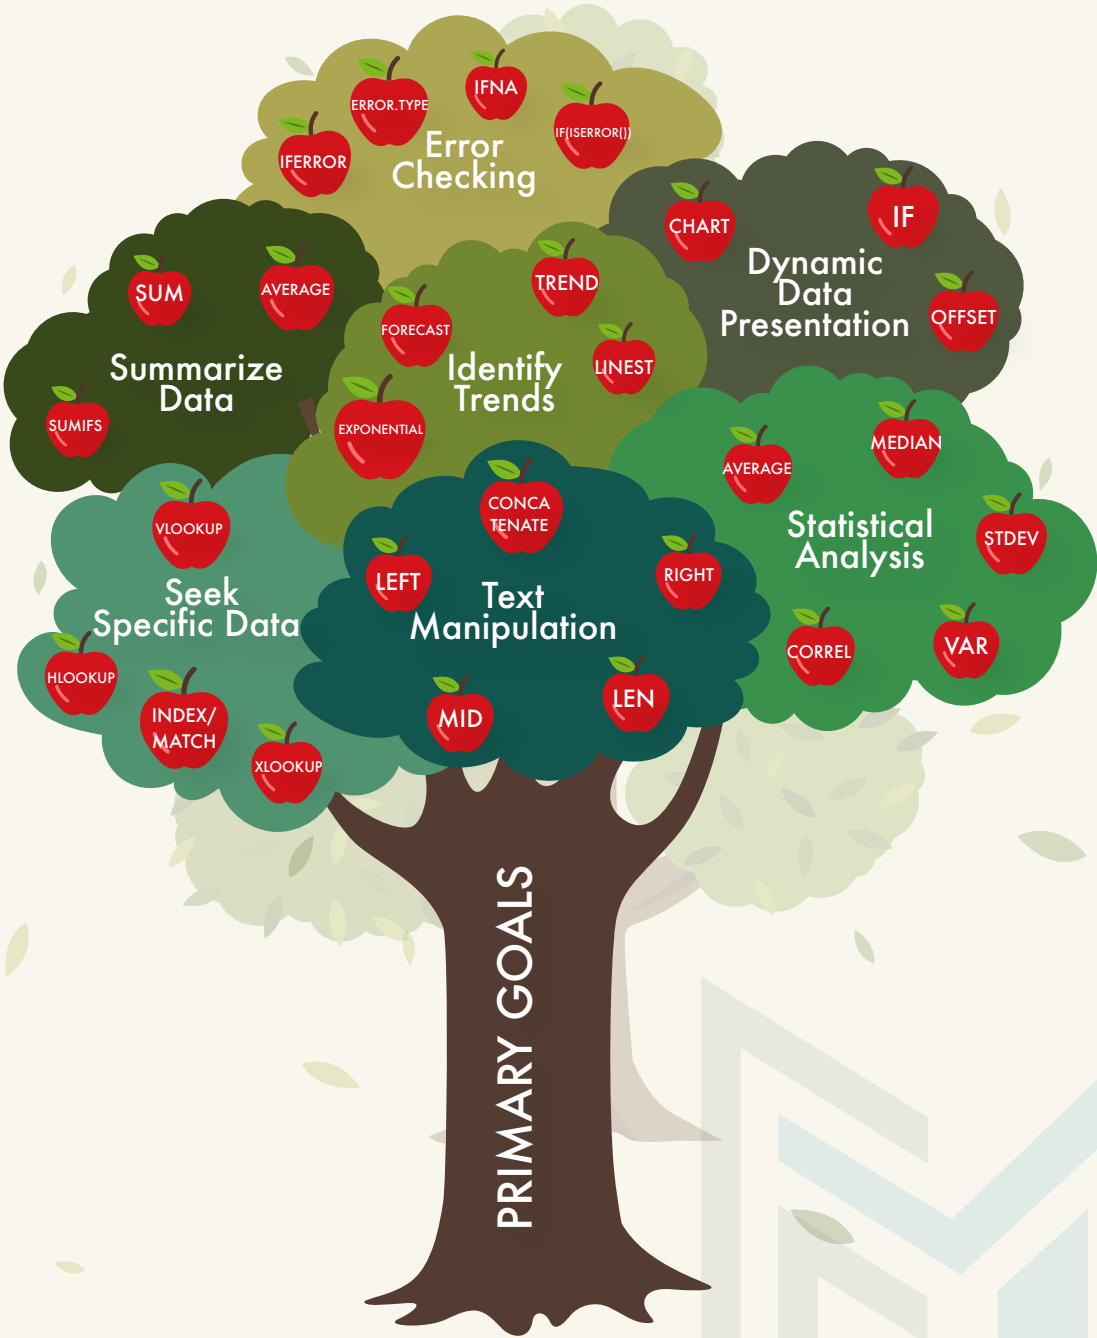 IFERROR
ERROR.TYPE
IFNA
IF(ISERROR())
Error
Checking
CHART
IF
OFFSET
Dynamic
Data
Presentation
SUM
AVERAGE
SUMIFS
Summarize
Data
FORECAST
TREND
LINEST
EXPONENTIAL
Identify
Trends
AVERAGE
MEDIAN
STDEV
CORREL
VAR
Statistical
Analysis
VLOOKUP
Seek
Specific Data
HLOOKUP
INDEX/
MATCH
XLOOKUP
CONCA
TENATE
LEFT
RIGHT
Text
Manipulation
MID
LEN
PRIMARY GOALS